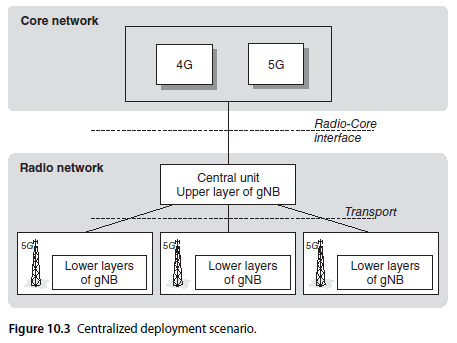 Core network
4G
5G
Radio-Core
interface
Radio network
Central unit
Upper layer of gNB
Transport
5G
Lower layers
of gNB
5G
Lower layers
of gNB
5G
Lower layers
of gNB
Figure 10.3 Centralized deployment scenario.